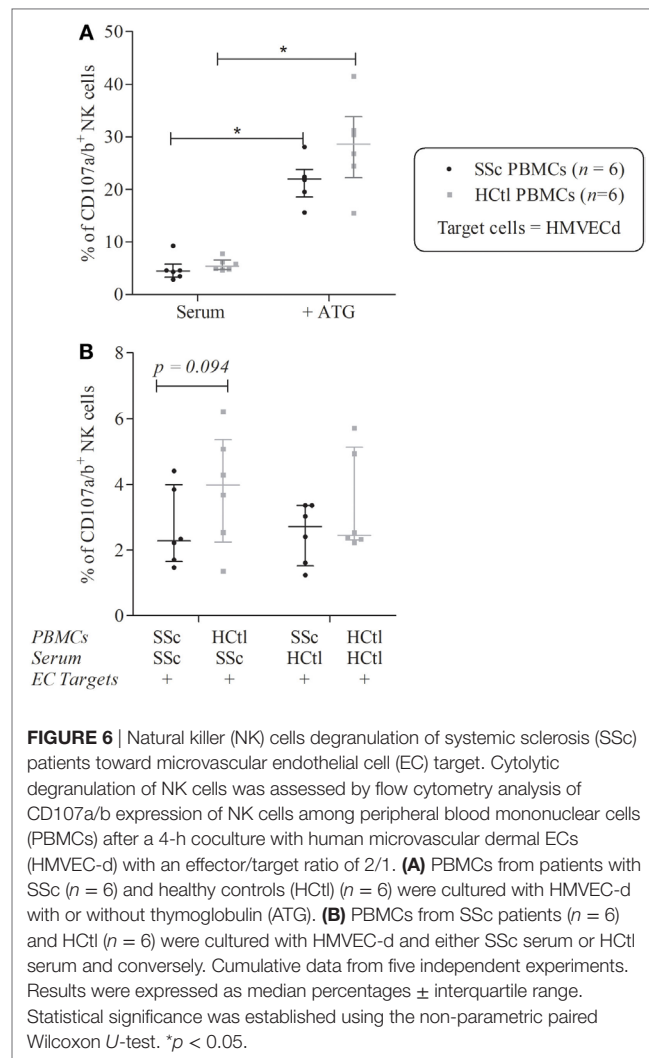 A
50
40
30
20
10
0
% of CD107a/b+ NK cells
*
*
Serum
+ ATG
SSc PBMCs (n = 6)
HCtl PBMCs (n=6)
Target cells = HMVECd
B
8
6
4
2
0
% of CD107a/b+ NK cells
p = 0.094
PBMCs SSc HCtl SSc HCtl
Serum SSc SSc HCtl HCtl
EC Targets + + + +
FIGURE 6 | Natural killer (NK) cells degranulation of systemic sclerosis (SSc)
patients toward microvascular endothelial cell (EC) target. Cytolytic
degranulation of NK cells was assessed by flow cytometry analysis of
CD107a/b expression of NK cells among peripheral blood mononuclear cells
(PBMCs) after a 4-h coculture with human microvascular dermal ECs
(HMVEC-d) with an effector/target ratio of 2/1. (A) PBMCs from patients with
SSc (n = 6) and healthy controls (HCtl) (n = 6) were cultured with HMVEC-d
with or without thymoglobulin (ATG). (B) PBMCs from SSc patients (n = 6)
and HCtl (n = 6) were cultured with HMVEC-d and either SSc serum or HCtl
serum and conversely. Cumulative data from five independent experiments.
Results were expressed as median percentages ± interquartile range.
Statistical significance was established using the non-parametric paired
Wilcoxon U-test. *p < 0.05.